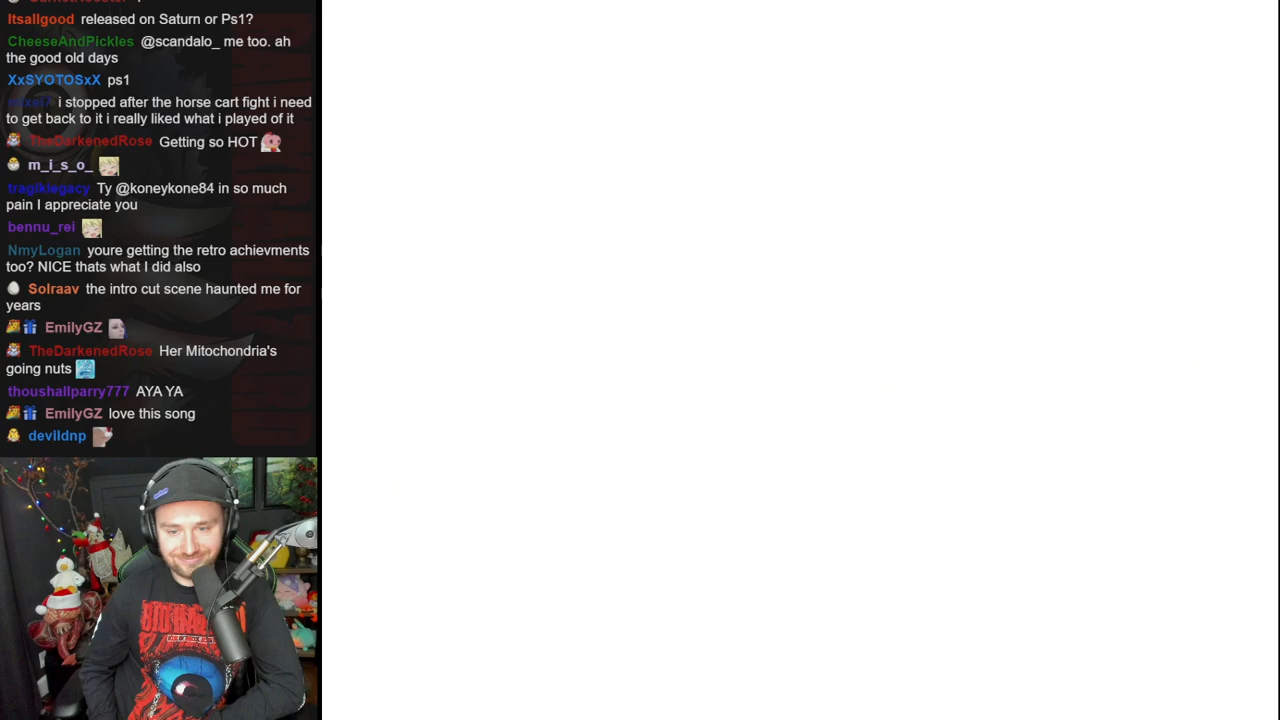 Itsallgood released on Saturn or Ps1?
CheeseAndPickles @scandalo_ me too. ah
the good old days
XxSYOTOSxX ps1
i stopped after the horse cart fight i need
to get back to it i really liked what i played of it
TheDarkenedRose Getting so HOT
m_i_s_o_
tragiklegacy Ty @koneykone84 in so much
pain I appreciate you
bennu_rei
NmyLogan youre getting the retro achievments
too? NICE thats what I did also
Solraav the intro cut scene haunted me for
years
EmilyGZ
TheDarkenedRose Her Mitochondria's
going nuts
thoushallparry777 AYA YA
EmilyGZ love this song
devildnp